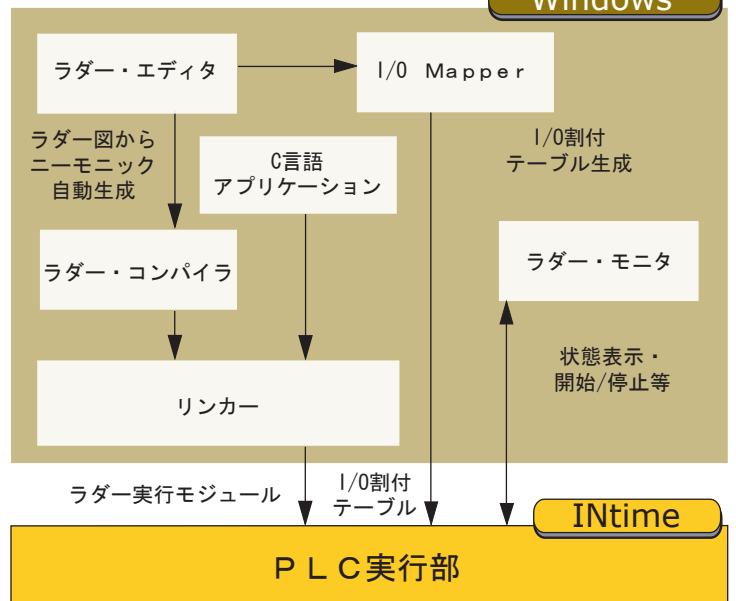 Windows
ラダー・エディタ
I/O Mapper
ラダー図から
ニーモニック
自動生成
C言語
アプリケーション
I/O割付
テーブル生成
ラダー・コンパイラ
ラダー・モニタ
リンカー
状態表示・
開始/停止等
ラダー実行モジュール
I/O割付
テーブル
INtime
PLC実行部